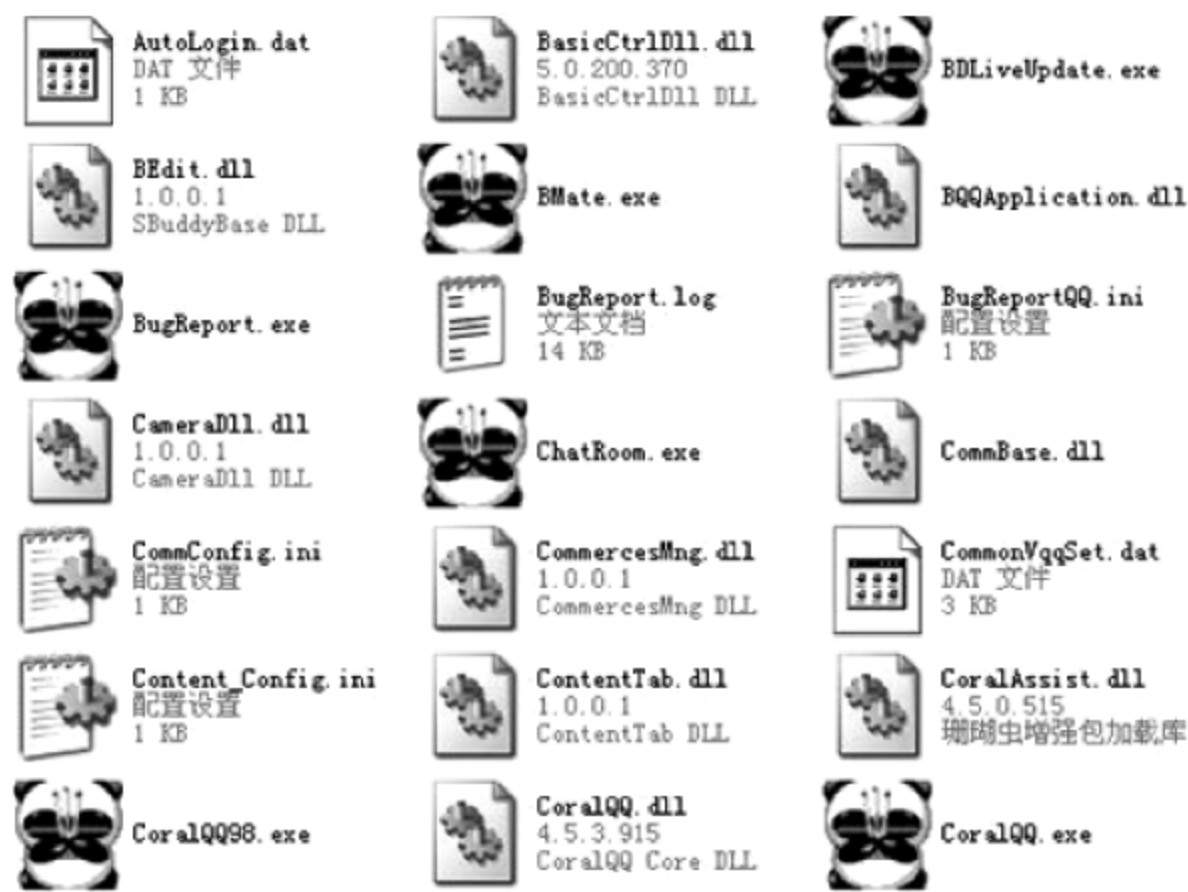 AutoLogin.dat
DAT 文件
1 KB
BasicCtrlDll.dll
5.0.200.370
BasicCtrlDll DLL
BDLiveUpdate.exe
BEdit.dll
1.0.0.1
SBuddyBase DLL
BMate.exe
BQQApplication.dll
BugReport.exe
BugReport.log
文本文档
14 KB
BugReportQQ.ini
配置设置
1 KB
CameraDll.dll
1.0.0.1
CameraDll DLL
ChatRoom.exe
CommBase.dll
CommConfig.ini
配置设置
1 KB
CommercesMng.dll
1.0.0.1
CommercesMng DLL
CommonVqqSet.dat
DAT 文件
3 KB
Content_Config.ini
配置设置
1 KB
ContentTab.dll
1.0.0.1
ContentTab DLL
CoralAssist.dll
4.5.0.515
珊瑚虫增强包加载库
CoralQQ98.exe
CoralQQ.dll
4.5.3.915
CoralQQ Core DLL
CoralQQ.exe